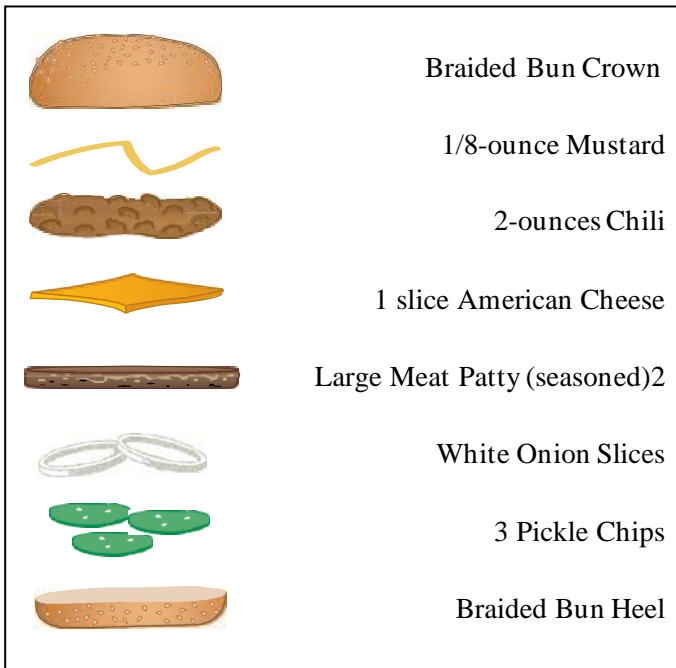 Braided Bun Crown
1/8-ounce Mustard
2-ounces Chili
1 slice American Cheese
Large Meat Patty (seasoned)2
White Onion Slices
3 Pickle Chips
Braided Bun Heel